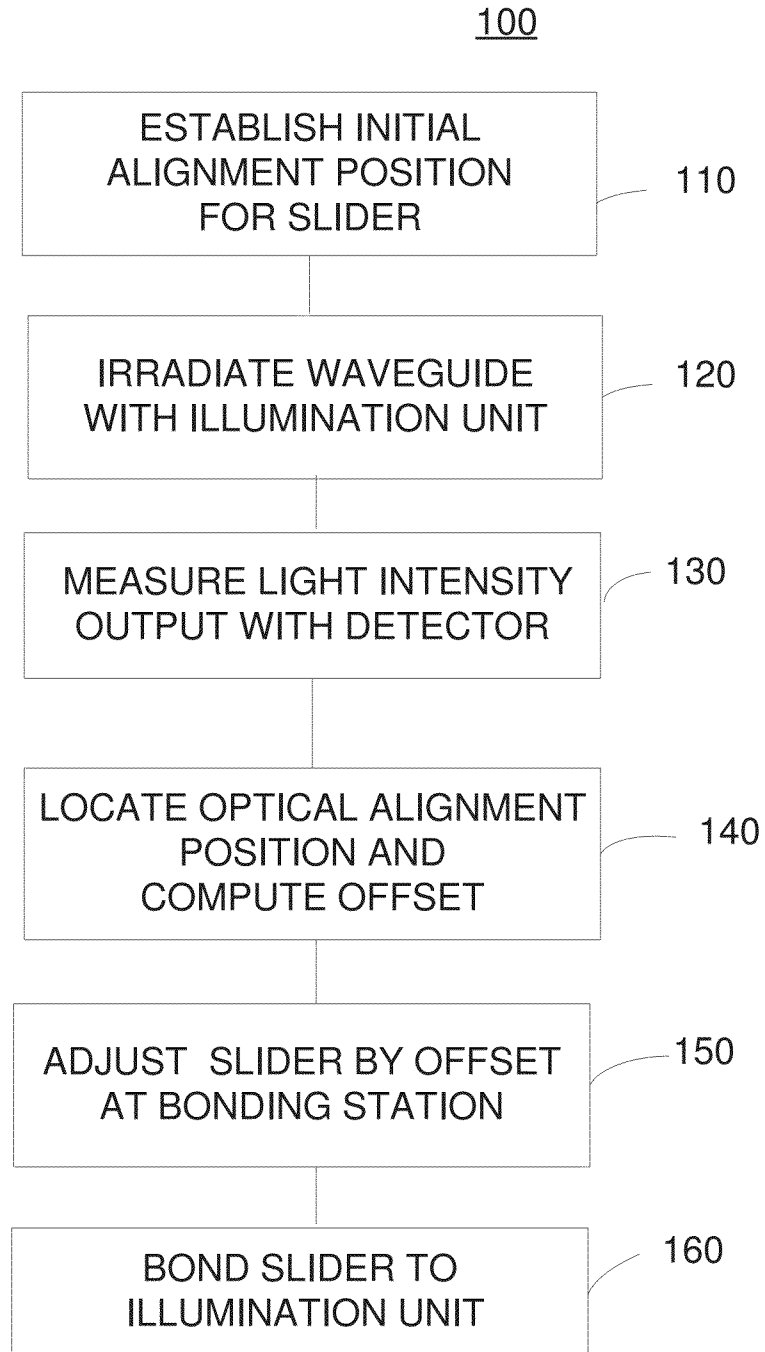 100
ESTABLISH INITIAL
ALIGNMENT POSITION
FOR SLIDER
110
IRRADIATE WAVEGUIDE
WITH ILLUMINATION UNIT
120
MEASURE LIGHT INTENSITY
OUTPUT WITH DETECTOR
130
LOCATE OPTICAL ALIGNMENT
POSITION AND
COMPUTE OFFSET
140
ADJUST SLIDER BY OFFSET
AT BONDING STATION
150
BOND SLIDER TO
ILLUMINATION UNIT
160